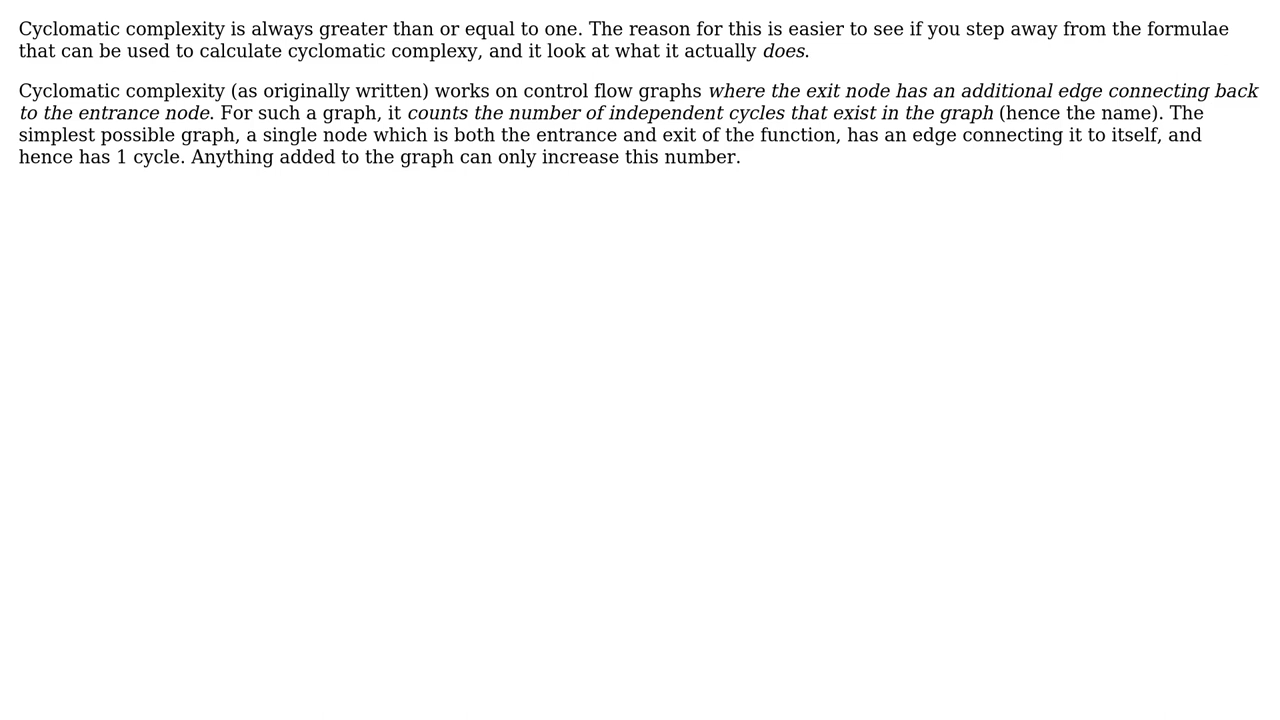 Cyclomatic complexity is always greater than or equal to one. The reason for this is easier to see if you step away from the formulae
that can be used to calculate cyclomatic complexy, and it look at what it actually does.
Cyclomatic complexity (as originally written) works on control flow graphs where the exit node has an additional edge connecting back
to the entrance node. For such a graph, it counts the number of independent cycles that exist in the graph (hence the name). The
simplest possible graph, a single node which is both the entrance and exit of the function, has an edge connecting it to itself, and
hence has 1 cycle. Anything added to the graph can only increase this number.